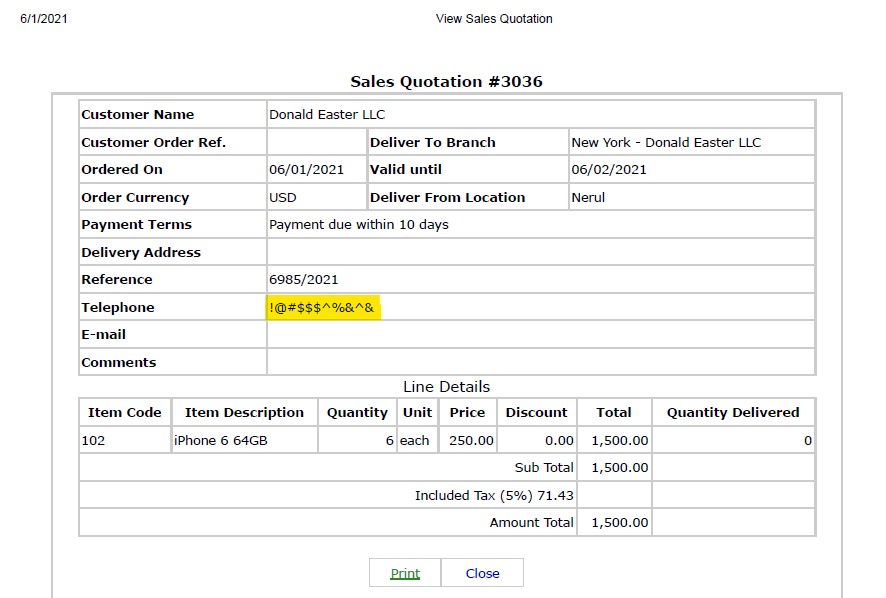 6/1/2021 View Sales Quotation
Sales Quotation #3036
Customer Name Donald Easter LLC
Customer Order Ref. Deliver To Branch New York - Donald Easter LLC
Ordered On 06/01/2021 Valid until 06/02/2021
Order Currency USD Deliver From Location Nerul
Payment Terms Payment due within 10 days
Delivery Address
Reference 6985/2021
Telephone !@#$$$^%&^&
E-mail
Comments
Line Details
Item Code Item Description Quantity Unit Price Discount Total Quantity Delivered
102 iPhone 6 64GB 6 each 250.00 0.00 1,500.00 0
Sub Total 1,500.00
Included Tax (5%) 71.43
Amount Total 1,500.00
Print Close